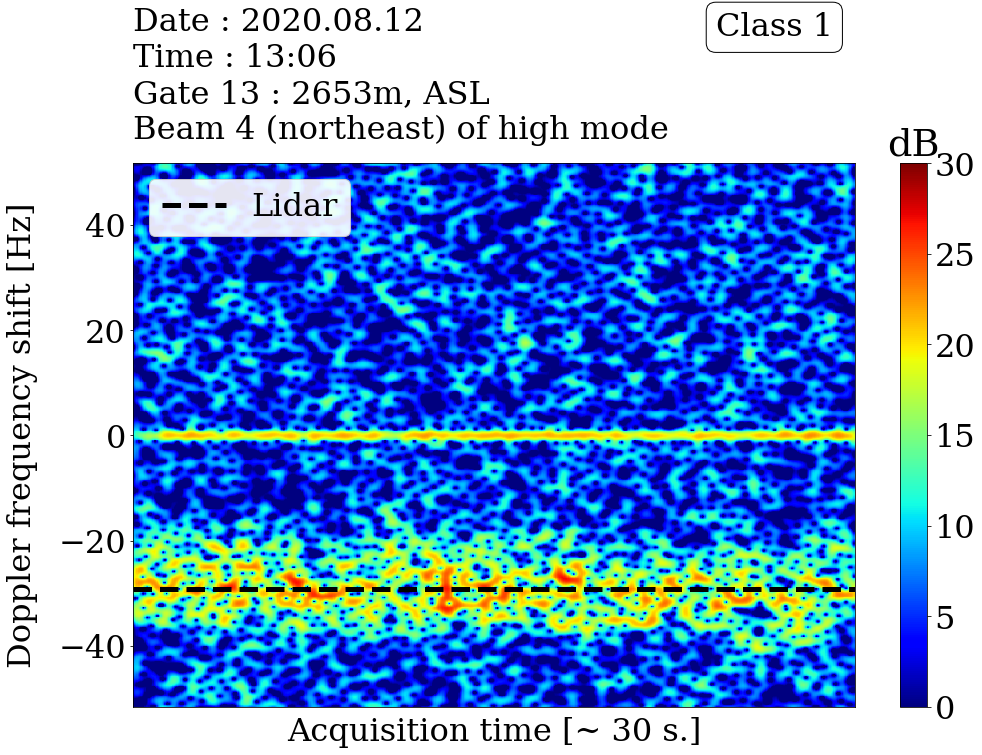 Date : 2020.08.12
Time : 13:06
Gate 13 : 2653m, ASL
Beam 4 (northeast) of high mode
Class 1
dB
Lidar
Doppler frequency shift [Hz]
40
20
0
−20
−40
Acquisition time [~ 30 s.]
30
25
20
15
10
5
0